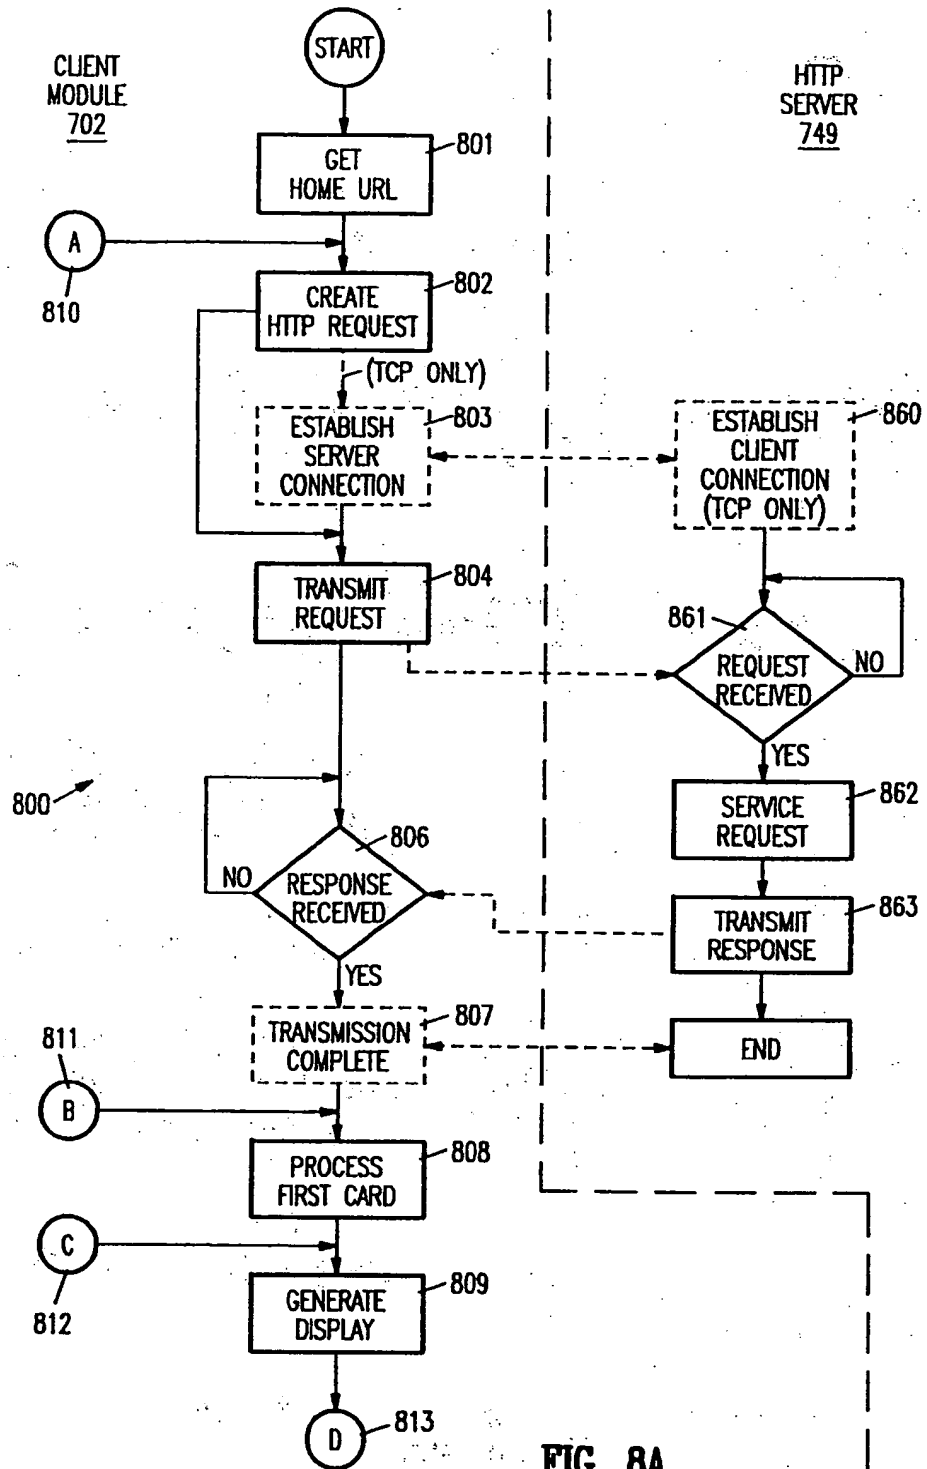 START
CLIENT
MODULE
702
HTTP
SERVER
749
801
GET
HOME URL
A
810
802
CREATE
HTTP REQUEST
(TCP ONLY)
803
ESTABLISH
SERVER
CONNECTION
860
ESTABLISH
CLIENT
CONNECTION
(TCP ONLY)
804
TRANSMIT
REQUEST
861
REQUEST
RECEIVED
NO
YES
800
862
SERVICE
REQUEST
806
RESPONSE
RECEIVED
NO
YES
863
TRANSMIT
RESPONSE
807
TRANSMISSION
COMPLETE
END
811
B
808
PROCESS
FIRST CARD
C
812
809
GENERATE
DISPLAY
D
813
FIG. 8A